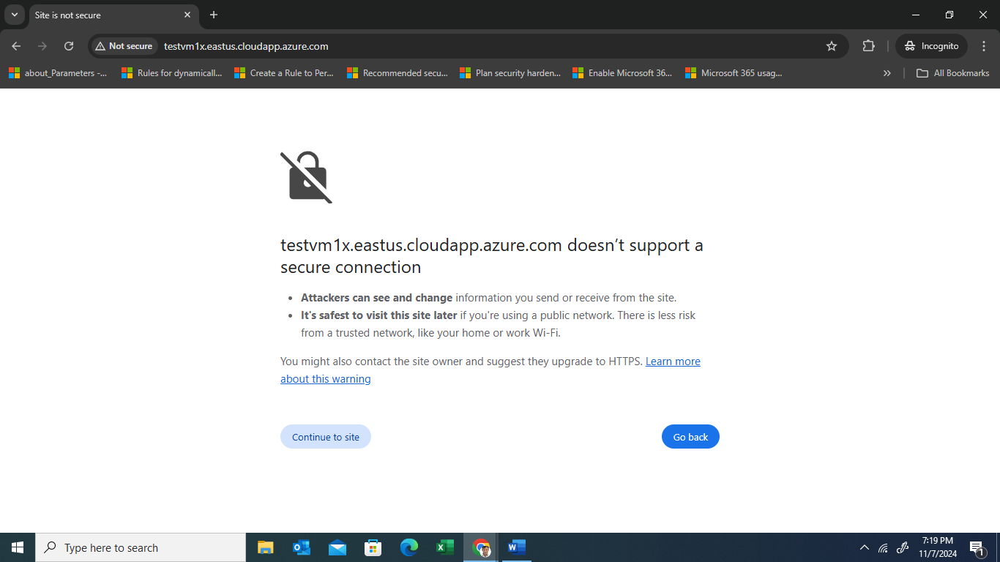 Site is not secure
Not secure
testvm1x.eastus.cloudapp.azure.com
Incognito
about_Parameters -...
Rules for dynamicall...
Create a Rule to Per...
Recommended secu...
Plan security harden...
Enable Microsoft 36...
Microsoft 365 usag...
All Bookmarks
testvm1x.eastus.cloudapp.azure.com doesn’t support a
secure connection
• Attackers can see and change information you send or receive from the site.
• It's safest to visit this site later if you're using a public network. There is less risk
from a trusted network, like your home or work Wi-Fi.
You might also contact the site owner and suggest they upgrade to HTTPS. Learn more
about this warning
Continue to site
Go back
Type here to search
7:19 PM
11/7/2024
1